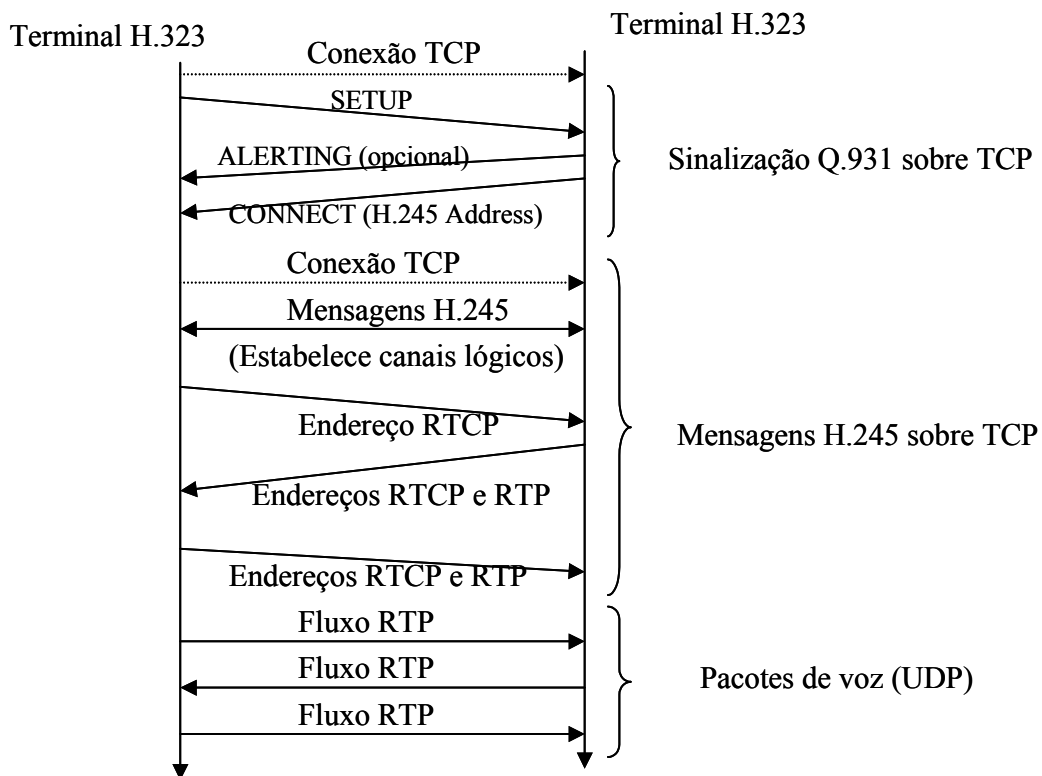 Terminal H.323
Terminal H.323
Conexão TCP
SETUP
ALERTING (opcional)
CONNECT (H.245 Address)
Sinalização Q.931 sobre TCP
Conexão TCP
Mensagens H.245
(Estabelece canais lógicos)
Endereço RTCP
Endereços RTCP e RTP
Endereços RTCP e RTP
Mensagens H.245 sobre TCP
Fluxo RTP
Fluxo RTP
Fluxo RTP
Pacotes de voz (UDP)